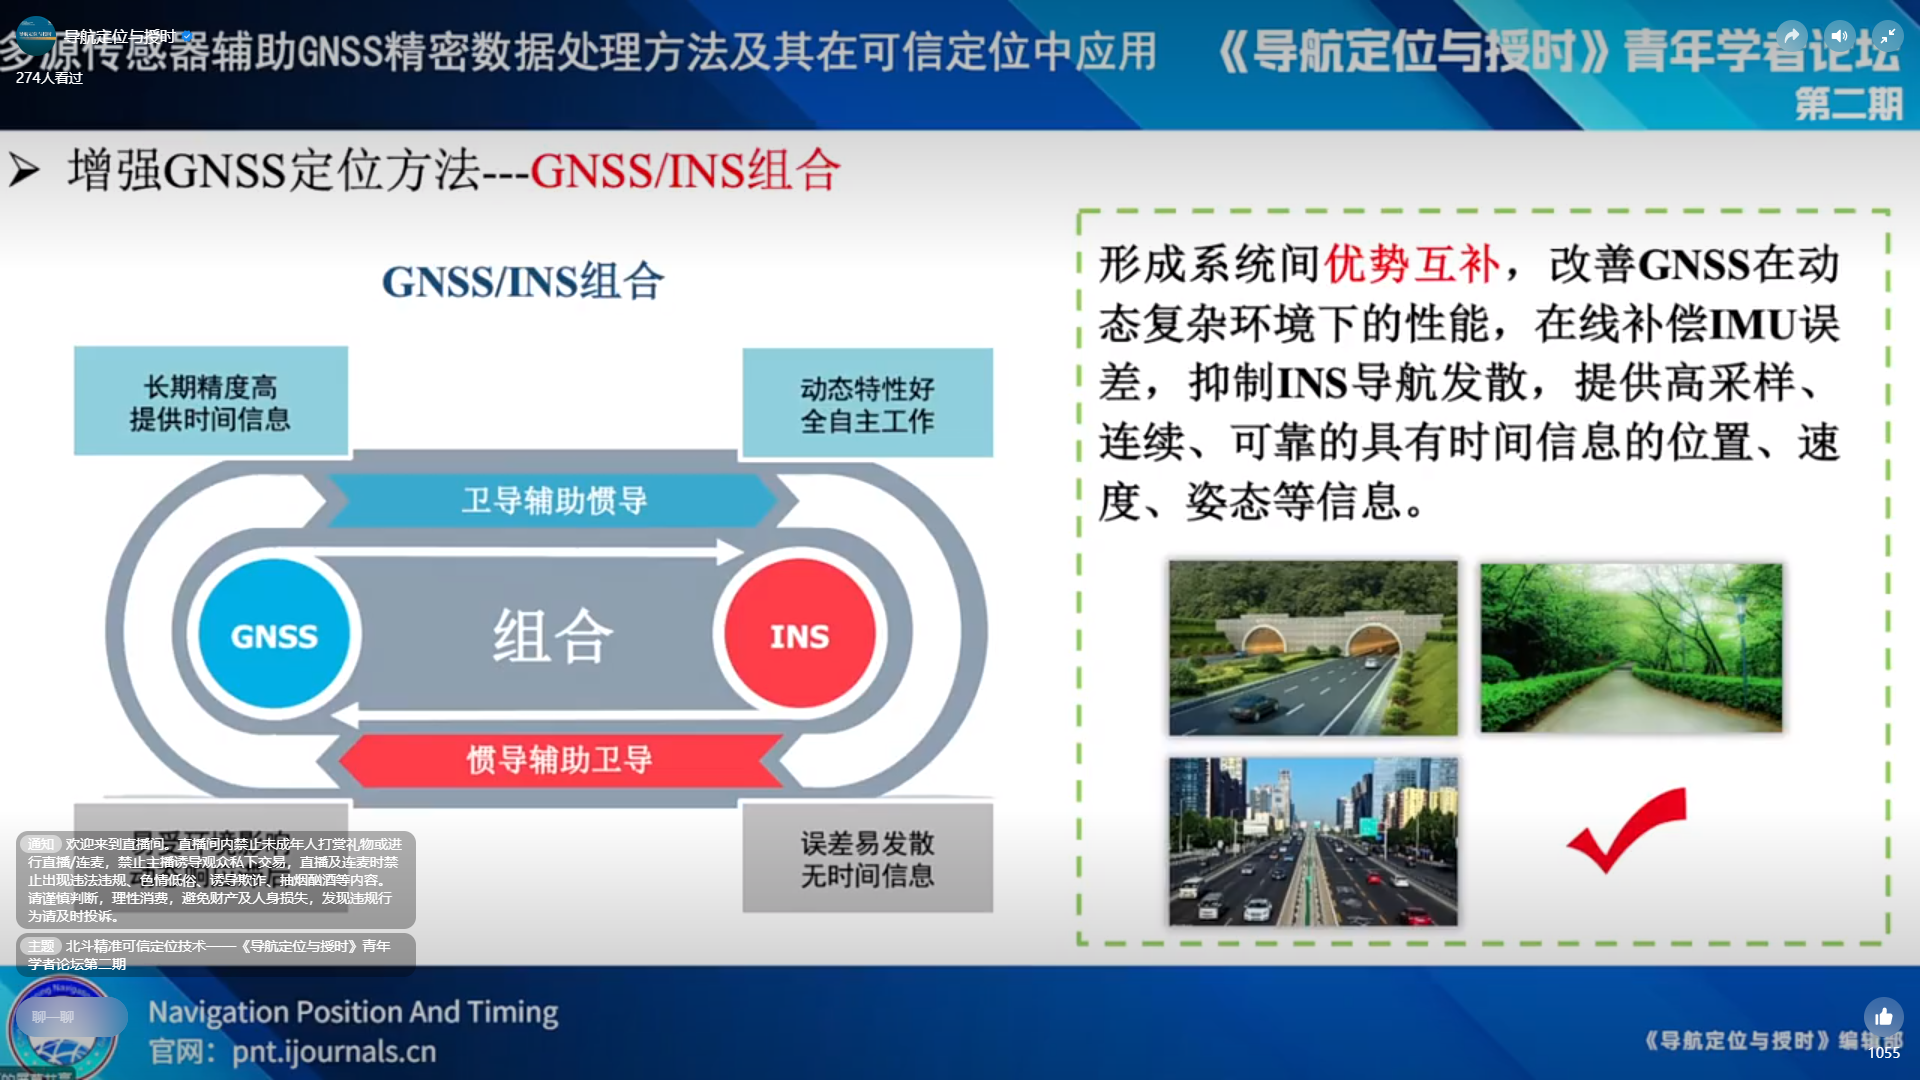 导航定位与授时
多源传感器辅助GNSS精密数据处理方法及其在可信定位中应用
274人看过
《导航定位与授时》青年学者论坛
第二期
增强GNSS定位方法---GNSS/INS组合
GNSS/INS组合
长期精度高
提供时间信息
动态特性好
全自主工作
卫导辅助惯导
GNSS
组合
INS
惯导辅助卫导
误差易发散
无时间信息
形成系统间优势互补，改善GNSS在动
态复杂环境下的性能，在线补偿IMU误
差，抑制INS导航发散，提供高采样、
连续、可靠的具有时间信息的位置、速
度、姿态等信息。
通知 欢迎来到直播间。直播间内禁止未成年人打赏礼物或进
行直播/连麦，禁止主播诱导观众私下交易，直播及连麦时禁
止出现违法违规、色情低俗、诱导欺诈、抽烟酗酒等内容。
请谨慎判断，理性消费，避免财产及人身损失，发现违规行
为请及时投诉。
主题 北斗精准可信定位技术——《导航定位与授时》青年
学者论坛第二期
聊一聊
Navigation Position And Timing
官网：pnt.ijournals.cn
《导航定位与授时》编辑部
1055